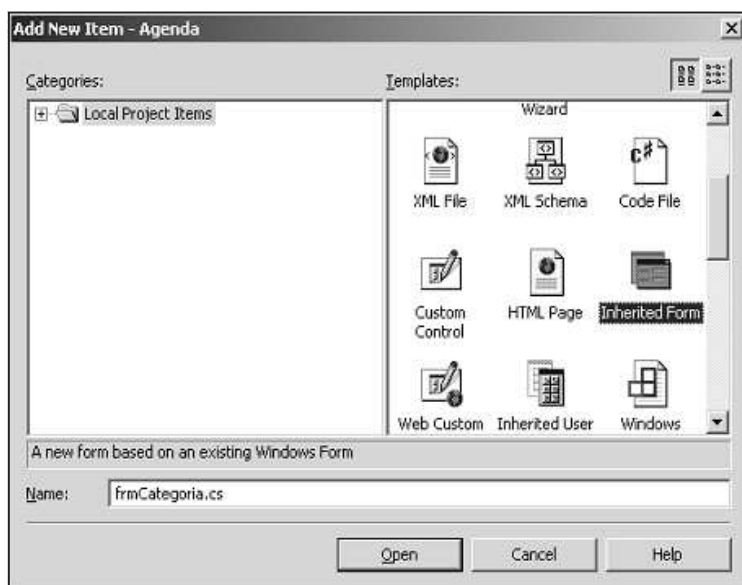 Add New Item - Agenda
Categories:
Templates:
Local Project Items
Wizard
XML File
XML Schema
Code File
Custom
Control
HTML Page
Inherited Form
Web Custom
Inherited User
Windows
A new form based on an existing Windows Form
Name:
frmCategoria.cs
Open
Cancel
Help